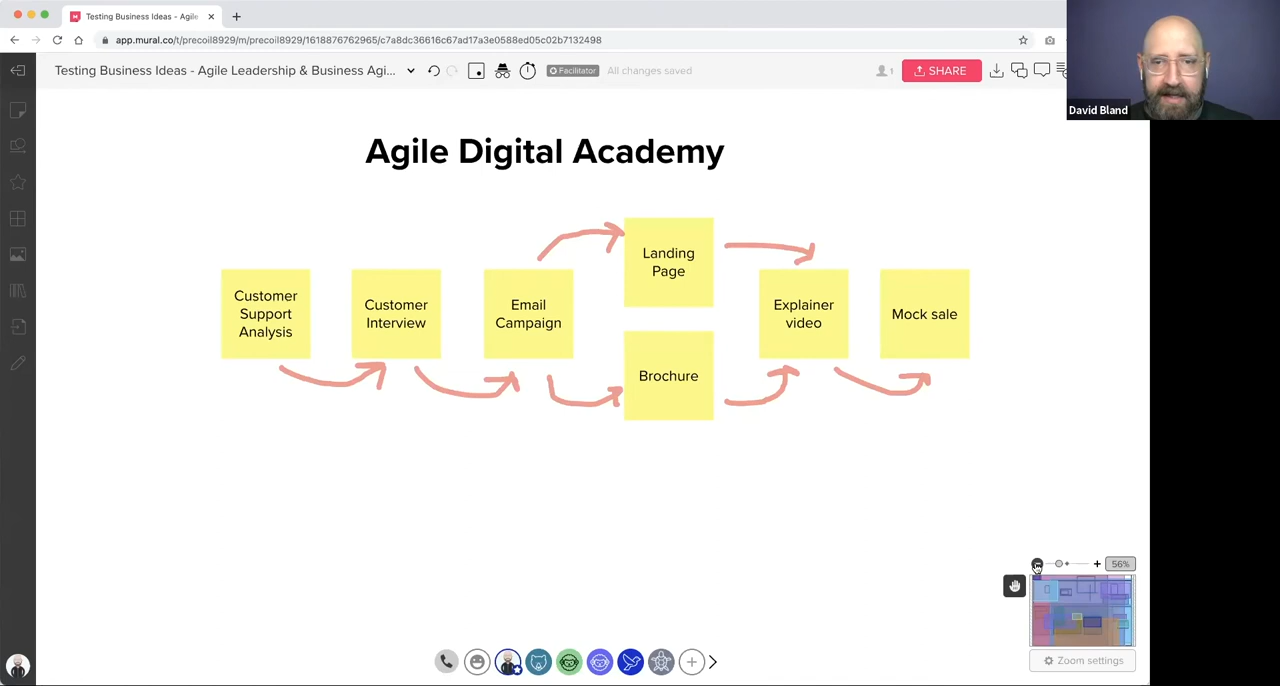 Testing Business Ideas - Agile
app.mural.co/t/precoil8929/m/precoil8929/1618876762965/c7a8dc36616c67ad17a3e0588ed05c02b7132498
Testing Business Ideas - Agile Leadership & Business Agi...
Facilitator
All changes saved
1
SHARE
David Bland
Agile Digital Academy
Landing
Page
Customer
Support
Analysis
Customer
Interview
Email
Campaign
Explainer
video
Mock sale
Brochure
56%
Zoom settings